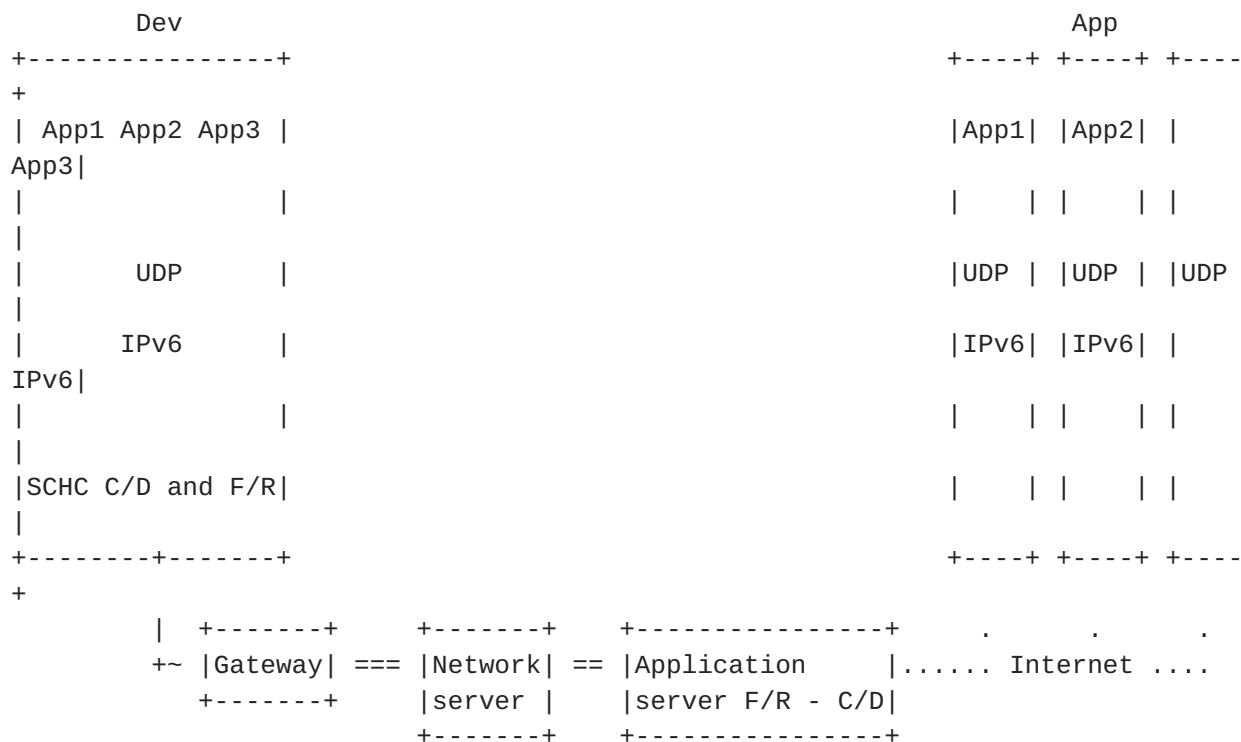 Dev                                                         App
+----------------+                                          +----+ +----+ +----
+
| App1 App2 App3 |                                          |App1| |App2| |
App3|
|                |                                          |    | |    | |
|
|       UDP      |                                          |UDP | |UDP | |UDP
|
|      IPv6      |                                          |IPv6| |IPv6| |
IPv6|
|                |                                          |    | |    | |
|
|SCHC C/D and F/R|                                          |    | |    | |
|
+--------+-------+                                          +----+ +----+ +----
+
         |  +-------+     +-------+    +----------------+     .      .      .
         +~ |Gateway| === |Network| == |Application     |...... Internet ....
            +-------+     |server |    |server F/R - C/D|
                          +-------+    +----------------+